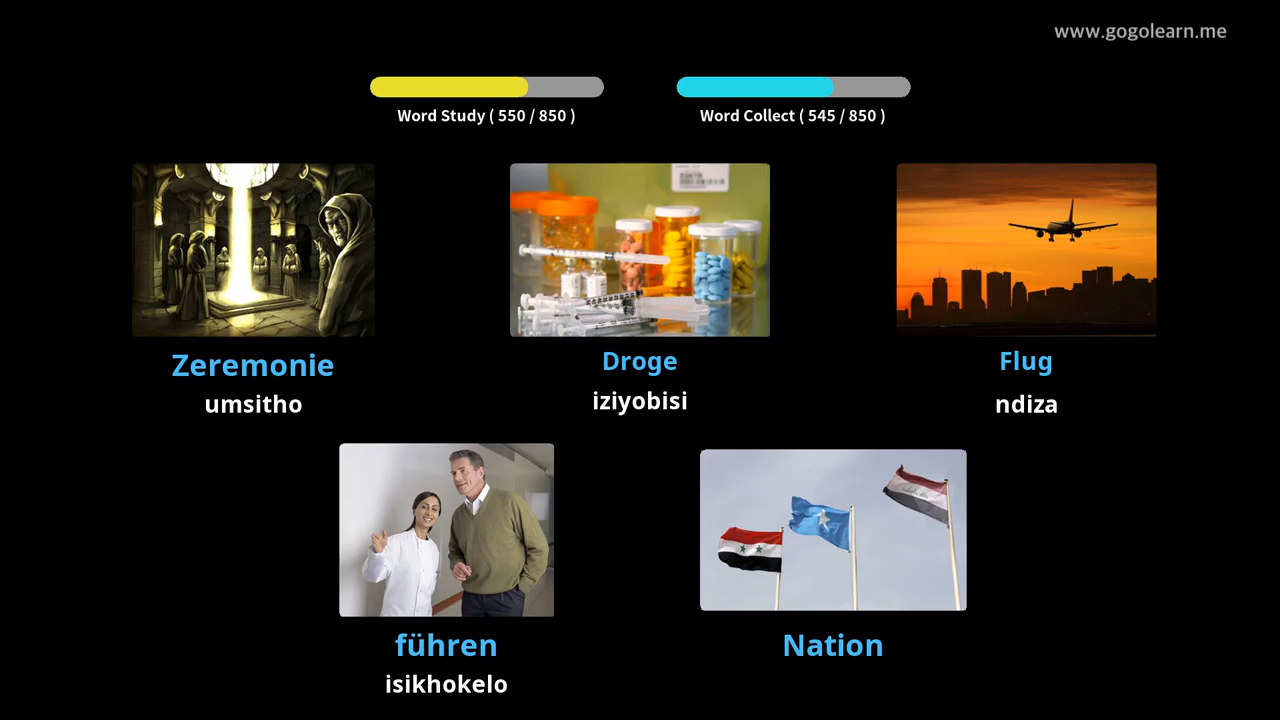 www.gogolearn.me
Word Study ( 550 / 850 )
Word Collect ( 545 / 850 )
Zeremonie
umsitho
Droge
iziyobisi
Flug
ndiza
führen
isikhokelo
Nation